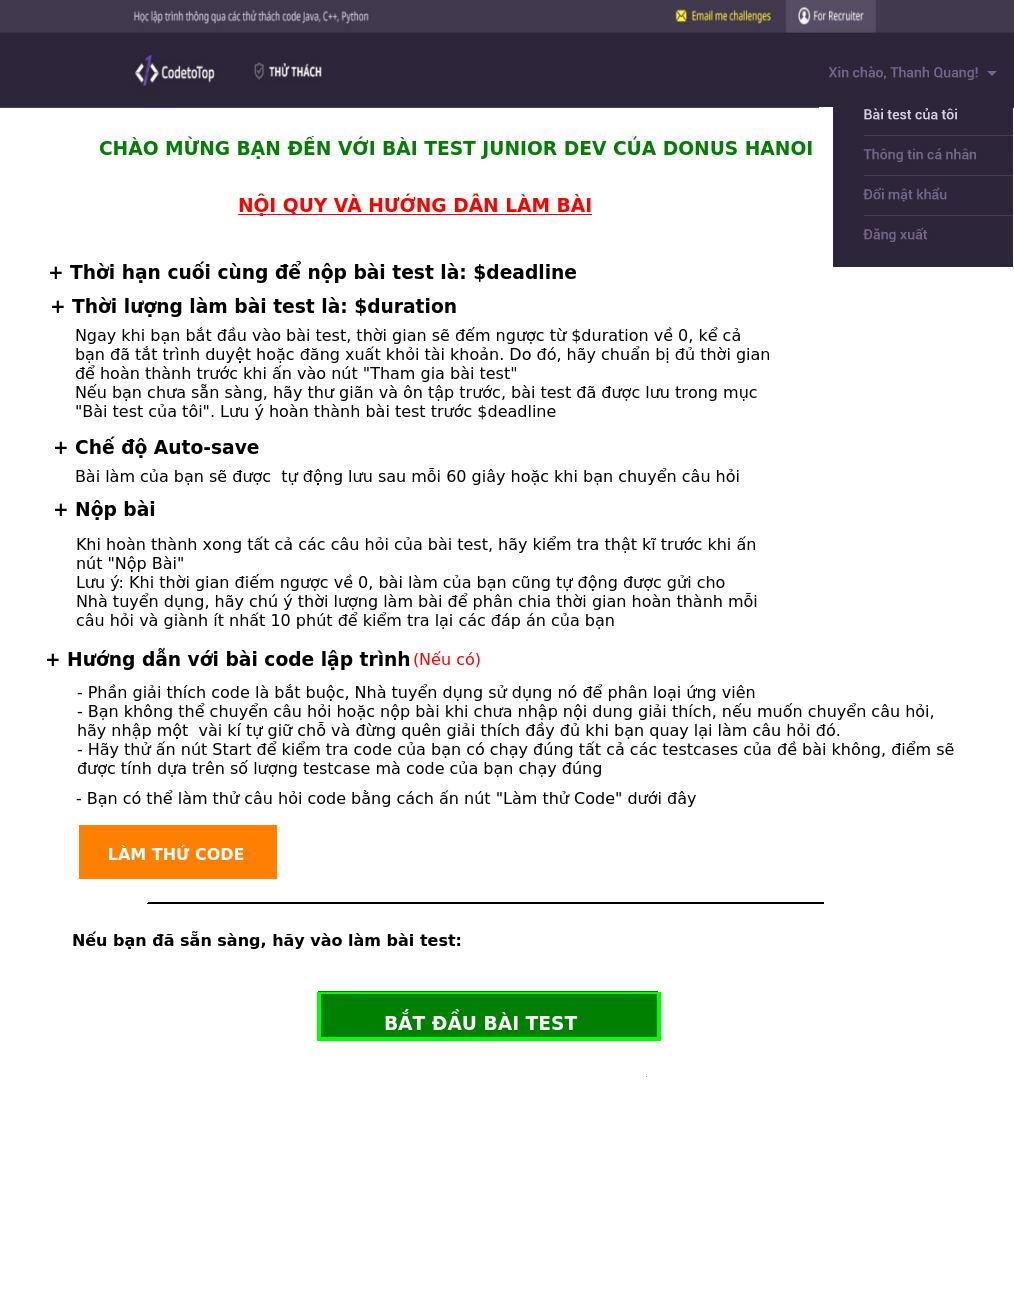 Học lập trình thông qua các thử thách code Java, C++, Python
Email me challenges
For Recruiter
CodetoTop
THỬ THÁCH
Xin chào, Thanh Quang!
Bài test của tôi
Thông tin cá nhân
Đổi mật khẩu
Đăng xuất
CHÀO MỪNG BẠN ĐẾN VỚI BÀI TEST JUNIOR DEV CỦA DONUS HANOI
NỘI QUY VÀ HƯỚNG DẪN LÀM BÀI
+ Thời hạn cuối cùng để nộp bài test là: $deadline
+ Thời lượng làm bài test là: $duration
Ngay khi bạn bắt đầu vào bài test, thời gian sẽ đếm ngược từ $duration về 0, kể cả
bạn đã tắt trình duyệt hoặc đăng xuất khỏi tài khoản. Do đó, hãy chuẩn bị đủ thời gian
để hoàn thành trước khi ấn vào nút "Tham gia bài test"
Nếu bạn chưa sẵn sàng, hãy thư giãn và ôn tập trước, bài test đã được lưu trong mục
"Bài test của tôi". Lưu ý hoàn thành bài test trước $deadline
+ Chế độ Auto-save
Bài làm của bạn sẽ được  tự động lưu sau mỗi 60 giây hoặc khi bạn chuyển câu hỏi
+ Nộp bài
Khi hoàn thành xong tất cả các câu hỏi của bài test, hãy kiểm tra thật kĩ trước khi ấn
nút "Nộp Bài"
Lưu ý: Khi thời gian điếm ngược về 0, bài làm của bạn cũng tự động được gửi cho
Nhà tuyển dụng, hãy chú ý thời lượng làm bài để phân chia thời gian hoàn thành mỗi
câu hỏi và giành ít nhất 10 phút để kiểm tra lại các đáp án của bạn
+ Hướng dẫn với bài code lập trình (Nếu có)
- Phần giải thích code là bắt buộc, Nhà tuyển dụng sử dụng nó để phân loại ứng viên
- Bạn không thể chuyển câu hỏi hoặc nộp bài khi chưa nhập nội dung giải thích, nếu muốn chuyển câu hỏi,
hãy nhập một  vài kí tự giữ chỗ và đừng quên giải thích đầy đủ khi bạn quay lại làm câu hỏi đó.
- Hãy thử ấn nút Start để kiểm tra code của bạn có chạy đúng tất cả các testcases của đề bài không, điểm sẽ
được tính dựa trên số lượng testcase mà code của bạn chạy đúng
- Bạn có thể làm thử câu hỏi code bằng cách ấn nút "Làm thử Code" dưới đây
LÀM THỬ CODE
Nếu bạn đã sẵn sàng, hãy vào làm bài test:
BẮT ĐẦU BÀI TEST